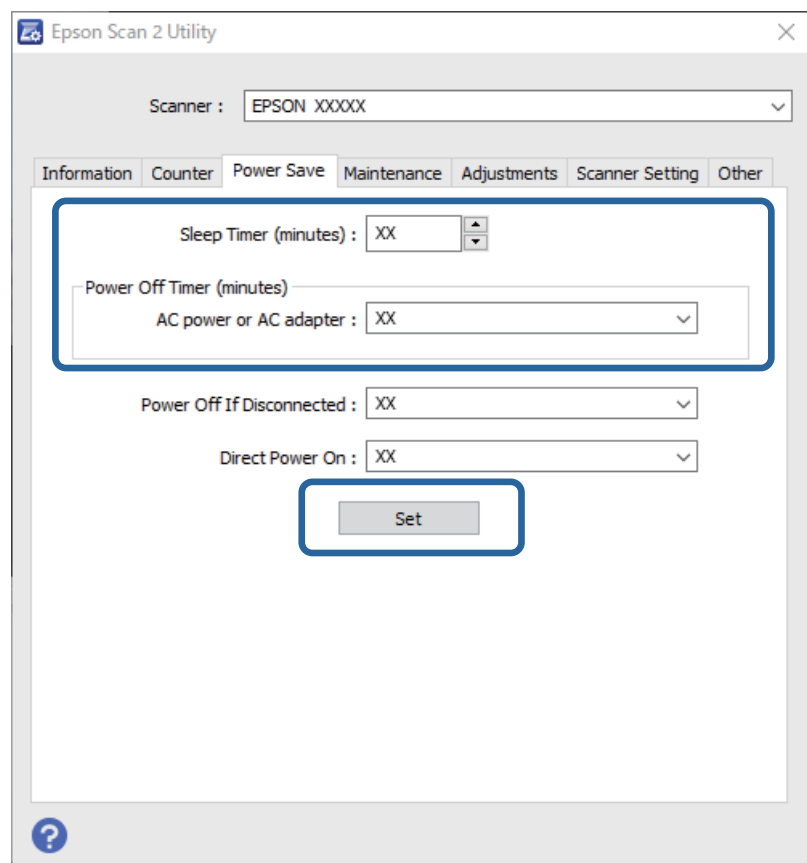 Epson Scan 2 Utility
Scanner : EPSON XXXXX
Information Counter Power Save Maintenance Adjustments Scanner Setting Other
Sleep Timer (minutes) : XX
Power Off Timer (minutes)
AC power or AC adapter : XX
Power Off If Disconnected : XX
Direct Power On : XX
Set
?